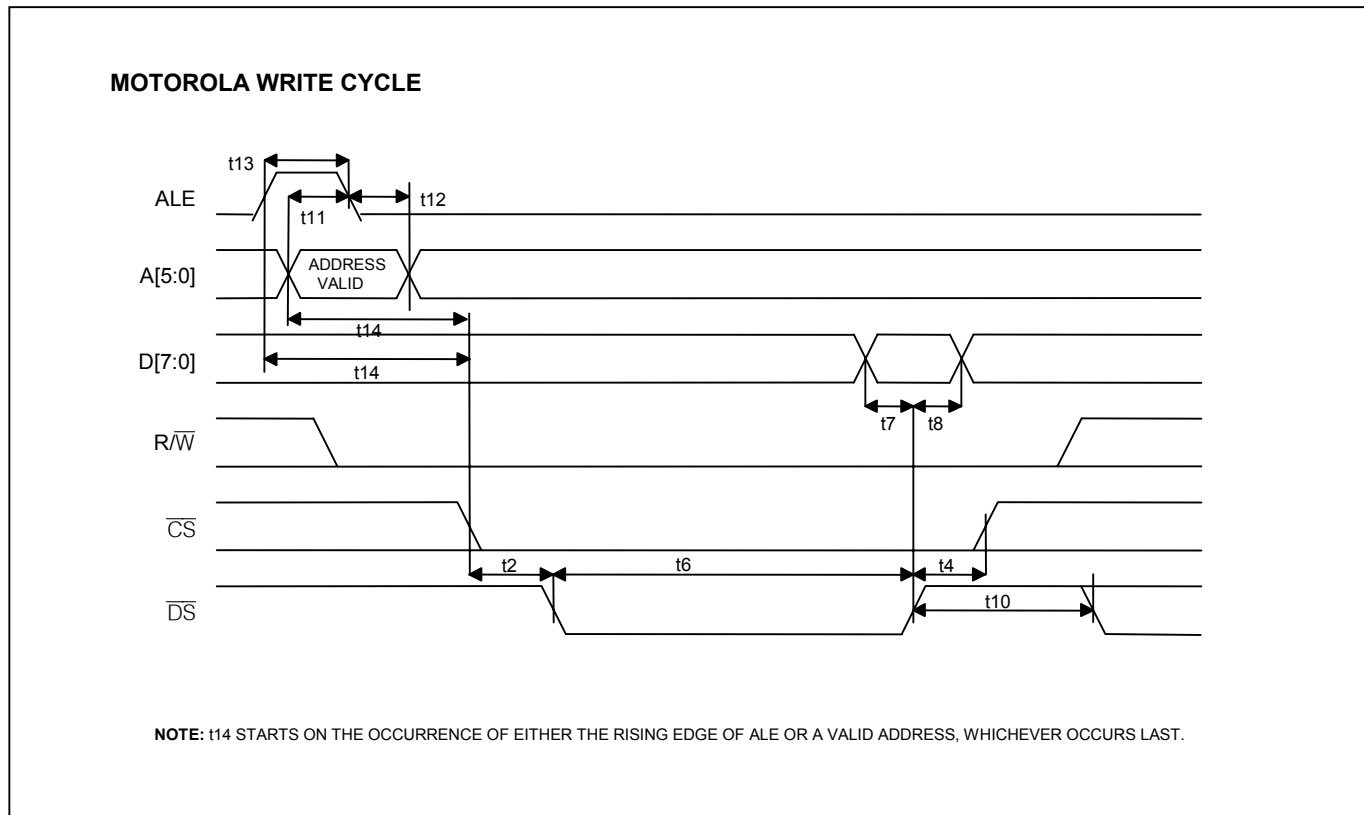 MOTOROLA WRITE CYCLE
t13
ALE
t11
t12
A[5:0]
ADDRESS
VALID
t14
D[7:0]
t14
t7
t8
R/W̅
C̅S̅
t2
t6
t4
D̅S̅
t10
NOTE: t14 STARTS ON THE OCCURRENCE OF EITHER THE RISING EDGE OF ALE OR A VALID ADDRESS, WHICHEVER OCCURS LAST.